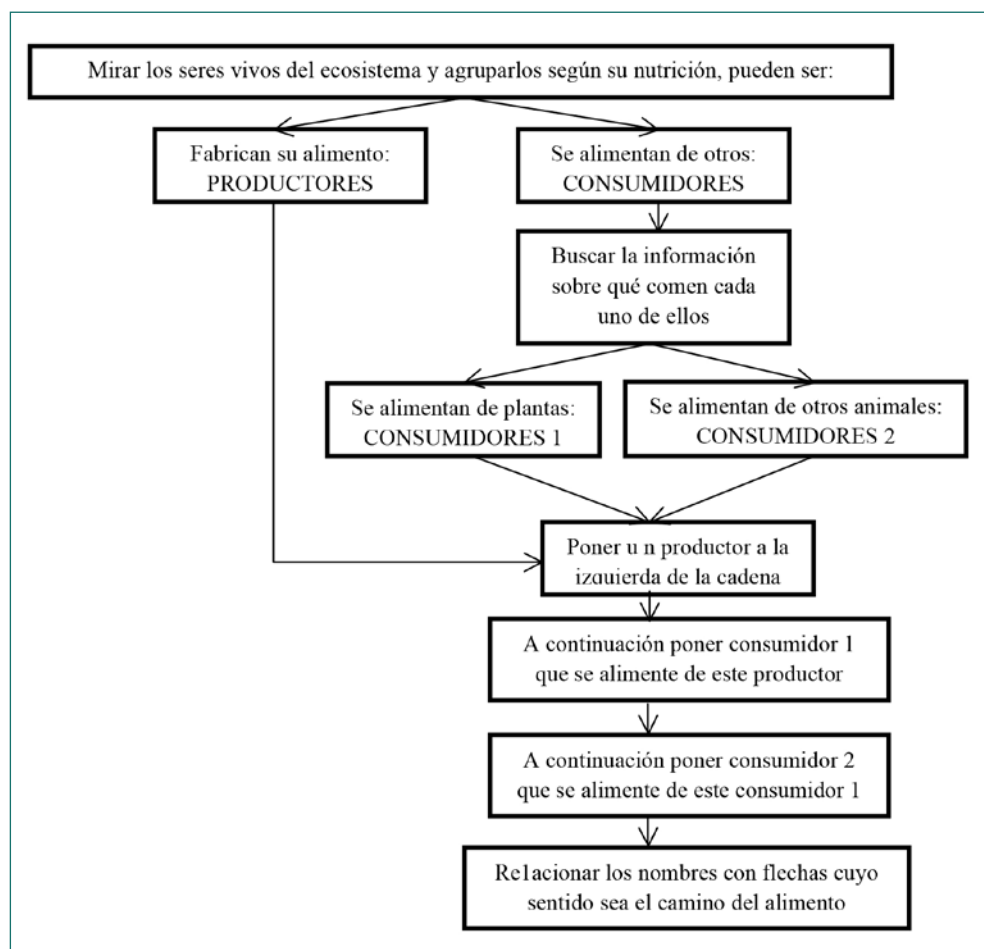 Mirar los seres vivos del ecosistema y agruparlos según su nutrición, pueden ser:
Fabrican su alimento:
PRODUCTORES
Se alimentan de otros:
CONSUMIDORES
Buscar la información
sobre qué comen cada
uno de ellos
Se alimentan de plantas:
CONSUMIDORES 1
Se alimentan de otros animales:
CONSUMIDORES 2
Poner u n productor a la
izquierda de la cadena
A continuación poner consumidor 1
que se alimente de este productor
A continuación poner consumidor 2
que se alimente de este consumidor 1
Relacionar los nombres con flechas cuyo
sentido sea el camino del alimento